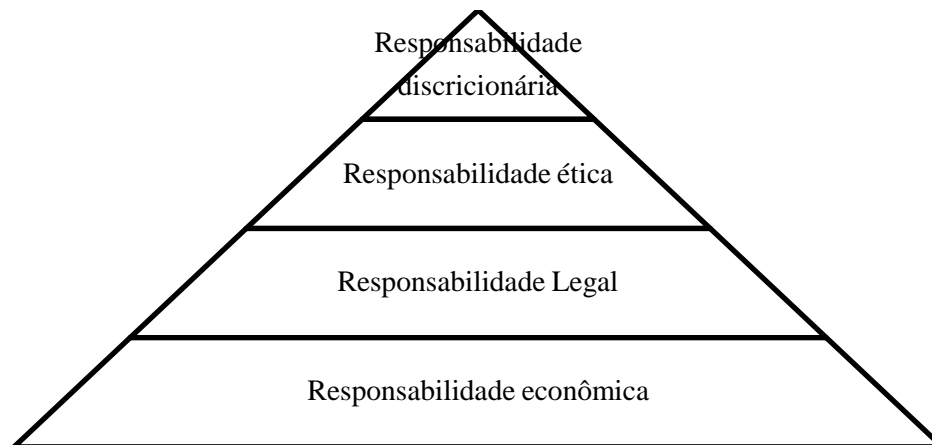 Responsabilidade
discricionária
Responsabilidade ética
Responsabilidade Legal
Responsabilidade econômica